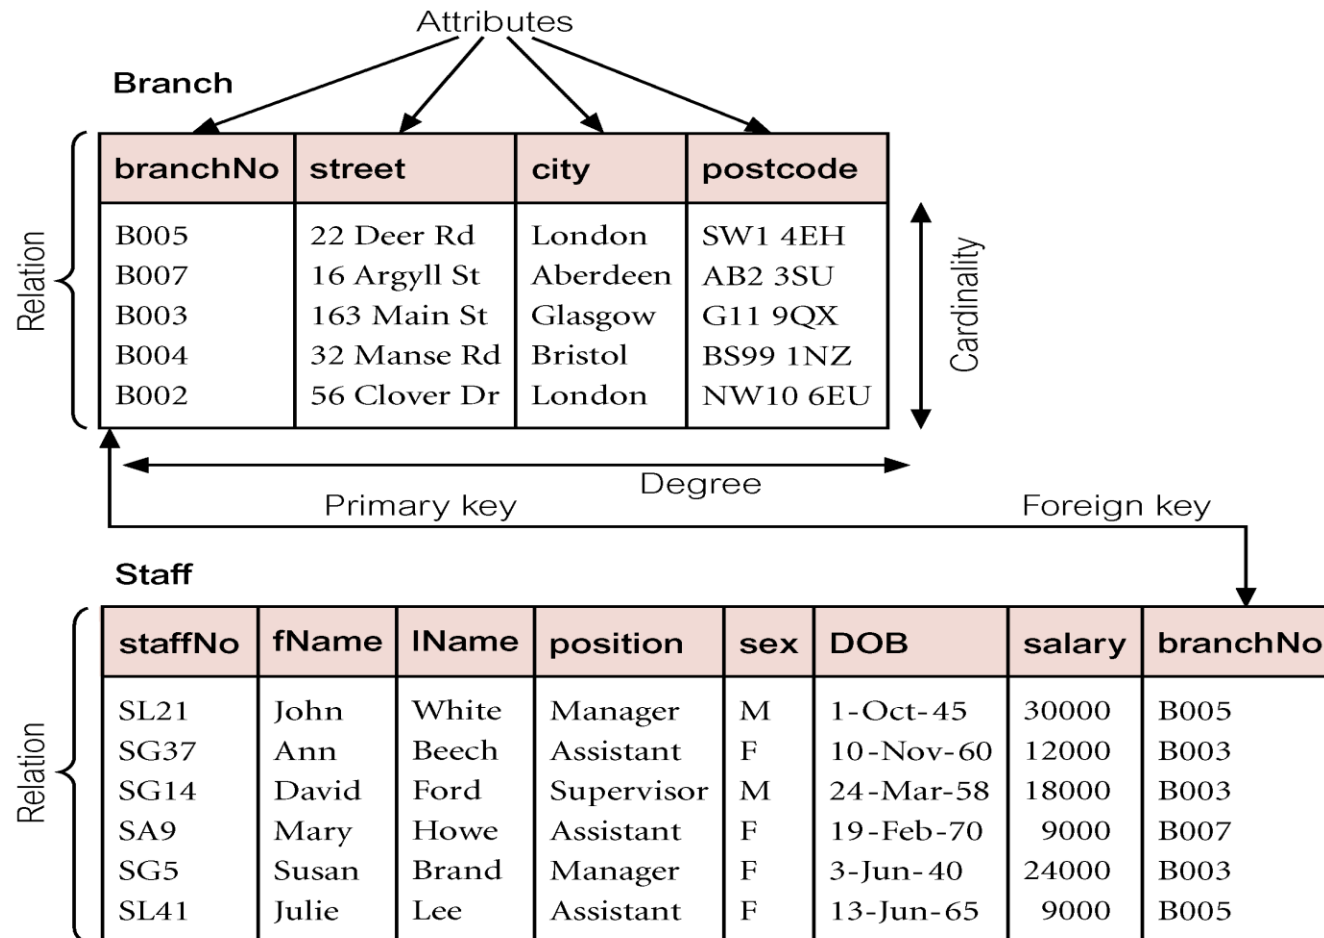 Attributes
Branch
branchNo street city postcode
B005 22 Deer Rd London SW1 4EH
B007 16 Argyll St Aberdeen AB2 3SU
B003 163 Main St Glasgow G11 9QX
B004 32 Manse Rd Bristol BS99 1NZ
B002 56 Clover Dr London NW10 6EU
Relation
Cardinality
Degree
Primary key Foreign key
Staff
staffNo fName lName position sex DOB salary branchNo
SL21 John White Manager M 1-Oct-45 30000 B005
SG37 Ann Beech Assistant F 10-Nov-60 12000 B003
SG14 David Ford Supervisor M 24-Mar-58 18000 B003
SA9 Mary Howe Assistant F 19-Feb-70 9000 B007
SG5 Susan Brand Manager F 3-Jun-40 24000 B003
SL41 Julie Lee Assistant F 13-Jun-65 9000 B005
Relation